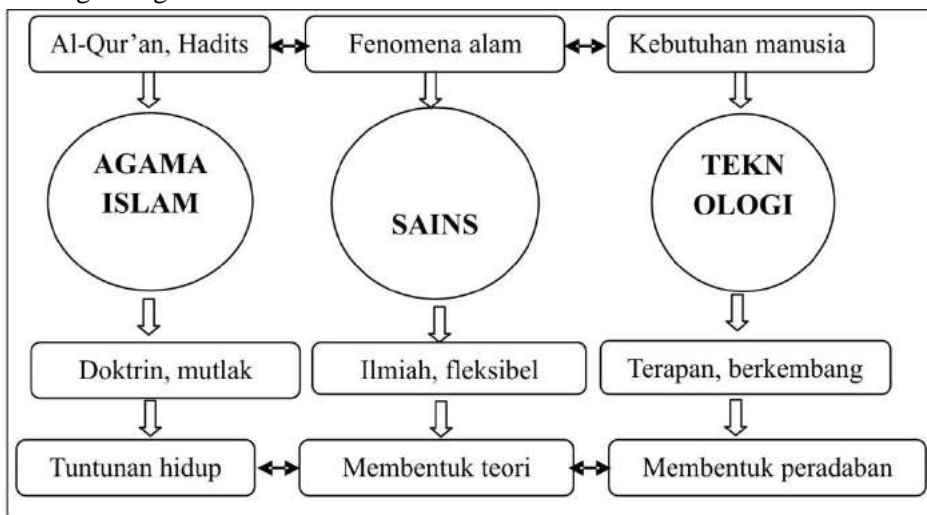 Al-Qur'an, Hadits
Fenomena alam
Kebutuhan manusia
AGAMA
ISLAM
SAINS
TEKN
OLOGI
Doktrin, mutlak
Ilmiah, fleksibel
Terapan, berkembang
Tuntunan hidup
Membentuk teori
Membentuk peradaban